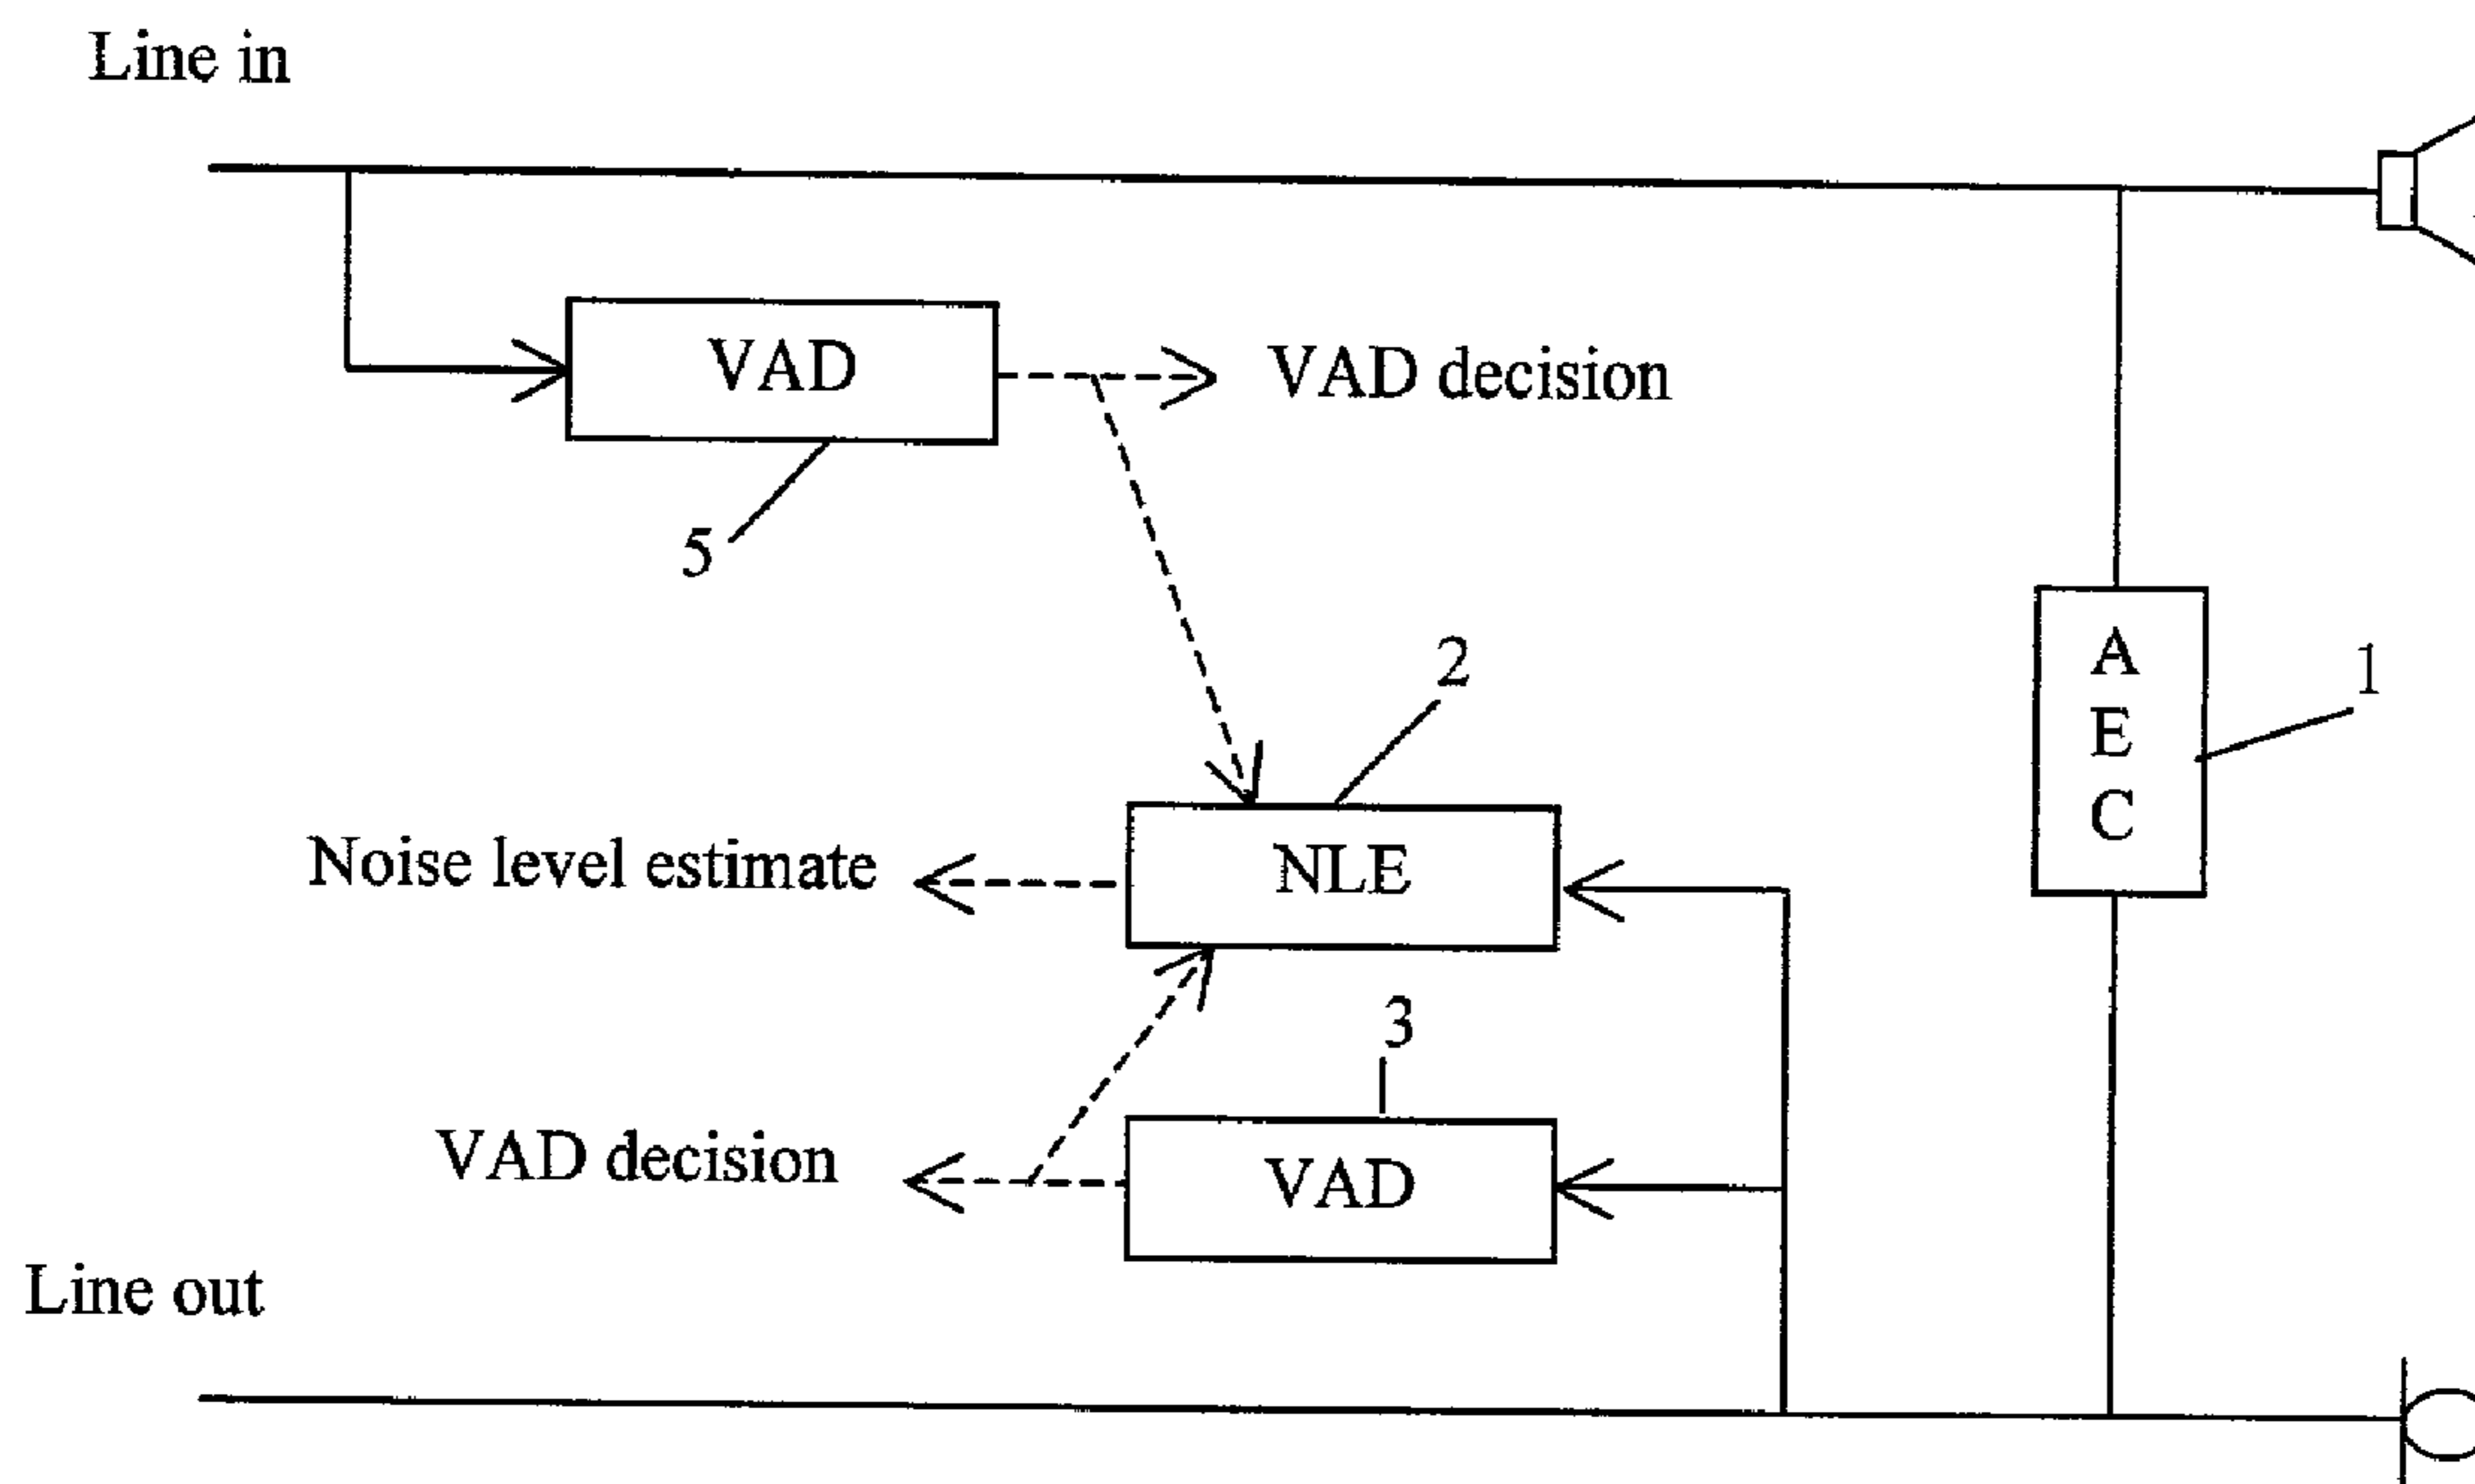 Line in
VAD
VAD decision
5
2
1
A
E
C
Noise level estimate
NLE
3
VAD decision
VAD
Line out